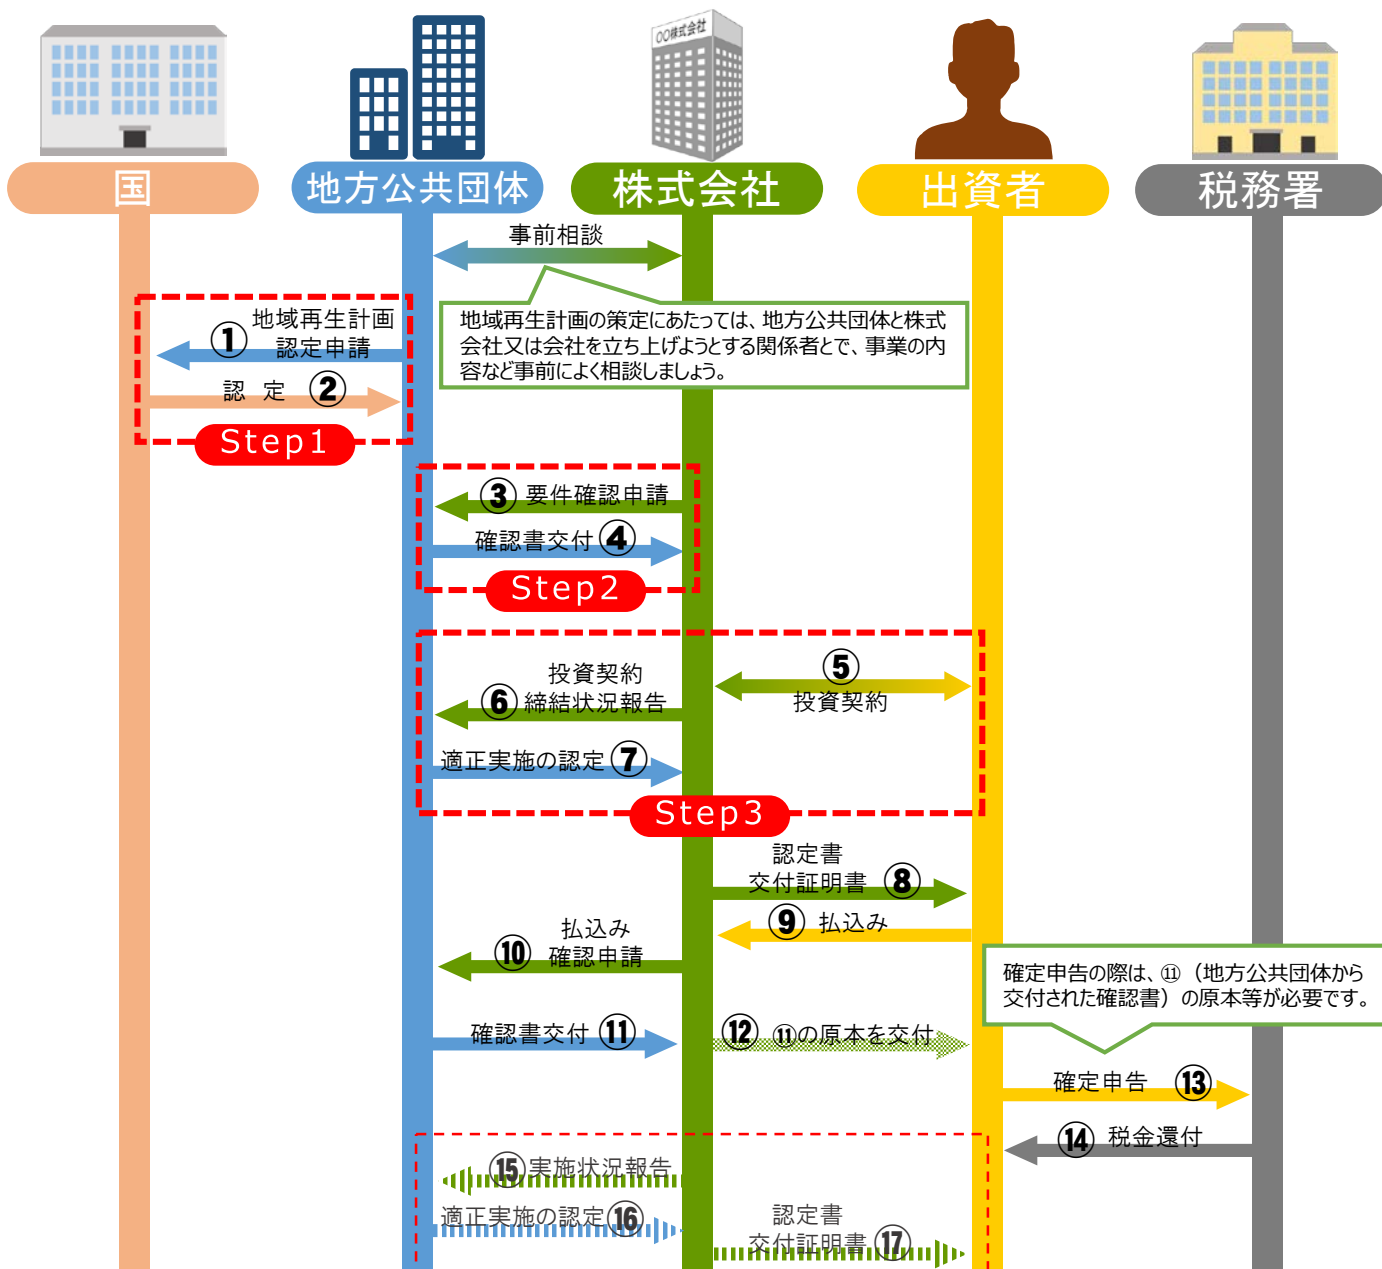 〇〇株式会社
国
地方公共団体
株式会社
出資者
税務署
事前相談
地域再生計画の策定にあたっては、地方公共団体と株式
会社又は会社を立ち上げようとする関係者とで、事業の内
容など事前によく相談しましょう。
① 地域再生計画
認定申請
認 定 ②
Step1
③ 要件確認申請
確認書交付 ④
Step2
⑤
投資契約
投資契約
⑥ 締結状況報告
適正実施の認定 ⑦
Step3
認定書
交付証明書 ⑧
⑨ 払込み
払込み
⑩ 確認申請
確定申告の際は、⑪（地方公共団体から
交付された確認書）の原本等が必要です。
確認書交付 ⑪
⑫ ⑪の原本を交付
確定申告 ⑬
⑭ 税金還付
⑮ 実施状況報告
適正実施の認定 ⑯
認定書
交付証明書 ⑰